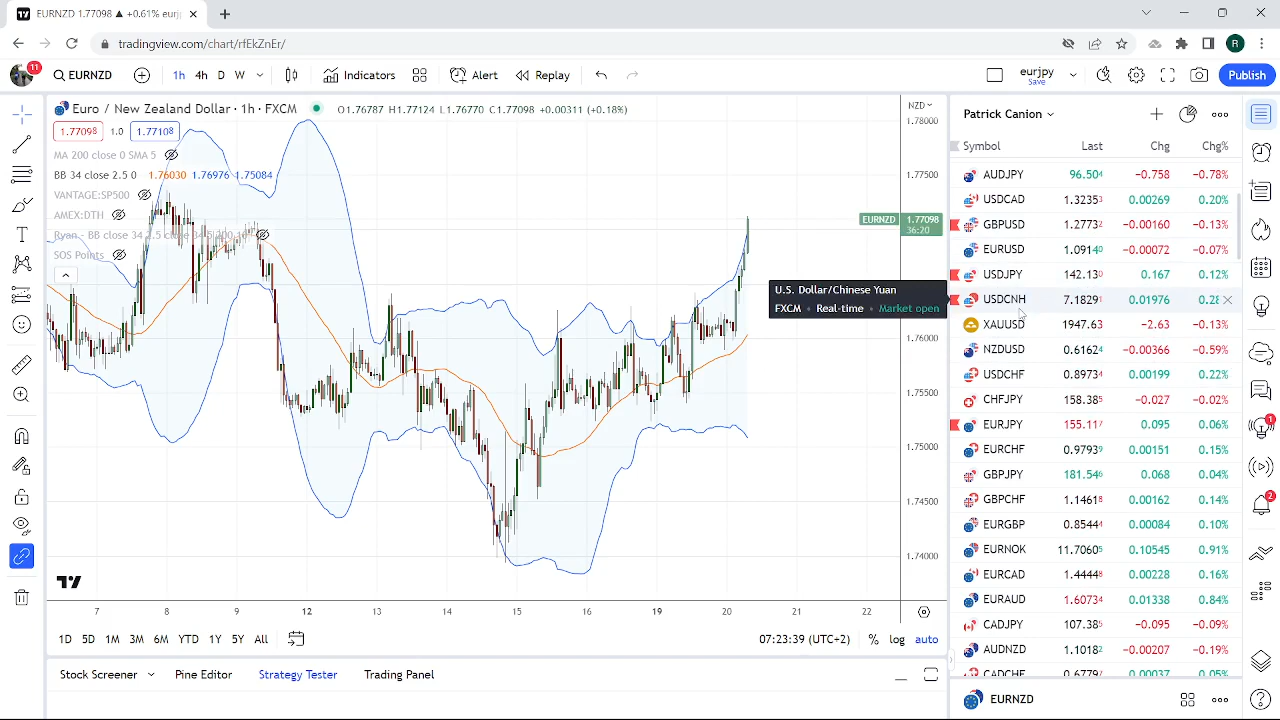 EURNZD 1.77098 ▲ +0.61% eurj
tradingview.com/chart/rfEkZnEr/
R
11
EURNZD
1h 4h D W
Indicators
Alert
Replay
eurjpy
Save
Publish
Euro / New Zealand Dollar · 1h · FXCM
O1.76787 H1.77124 L1.76770 C1.77098 +0.00311 (+0.18%)
1.77098 1.0 1.77108
MA 200 close 0 SMA 5
BB 34 close 2.5 0 1.76030 1.76976 1.75084
VANTAGE:SP500
AMEX:DTH
SOS Points
NZD
1.78000
1.77500
EURNZD 1.77098
36:20
1.76000
1.75500
1.75000
1.74500
1.74000
7 8 9 12 13 14 15 16 19 20 21 22
1D 5D 1M 3M 6M YTD 1Y 5Y All
07:23:39 (UTC+2) % log auto
Stock Screener Pine Editor Strategy Tester Trading Panel
U.S. Dollar/Chinese Yuan
FXCM • Real-time • Market open
Patrick Canion
Symbol Last Chg Chg%
AUDJPY 96.504 −0.758 −0.78%
USDCAD 1.32353 0.00269 0.20%
GBPUSD 1.27732 −0.00160 −0.13%
EURUSD 1.09140 −0.00072 −0.07%
USDJPY 142.130 0.167 0.12%
USDCNH 7.18291 0.01976
XAUUSD 1947.63 −2.63 −0.13%
NZDUSD 0.61624 −0.00366 −0.59%
USDCHF 0.89734 0.00199 0.22%
CHFJPY 158.385 −0.027 −0.02%
EURJPY 155.117 0.095 0.06%
EURCHF 0.97939 0.00151 0.15%
GBPJPY 181.546 0.068 0.04%
GBPCHF 1.14618 0.00162 0.14%
EURGBP 0.85444 0.00084 0.10%
EURNOK 11.70605 0.10545 0.91%
EURCAD 1.44448 0.00228 0.16%
EURAUD 1.60734 0.01338 0.84%
CADJPY 107.385 −0.095 −0.09%
AUDNZD 1.10182 −0.00207 −0.19%
CADCHF 0.67797 0.00037 0.05%
EURNZD
1
2